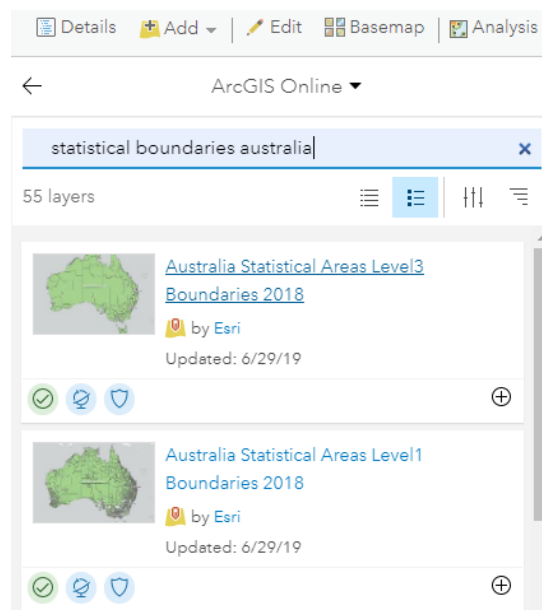 Details Add Edit Basemap Analysis
ArcGIS Online
statistical boundaries australia
55 layers
Australia Statistical Areas Level3
Boundaries 2018
by Esri
Updated: 6/29/19
Australia Statistical Areas Level1
Boundaries 2018
by Esri
Updated: 6/29/19